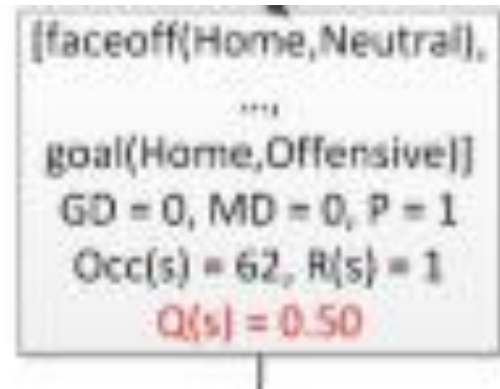 [faceoff(Home,Neutral),
...,
goal(Home,Offensive)]
GD = 0, MD = 0, P = 1
Occ(s) = 62, R(s) = 1
Q(s) = 0.50